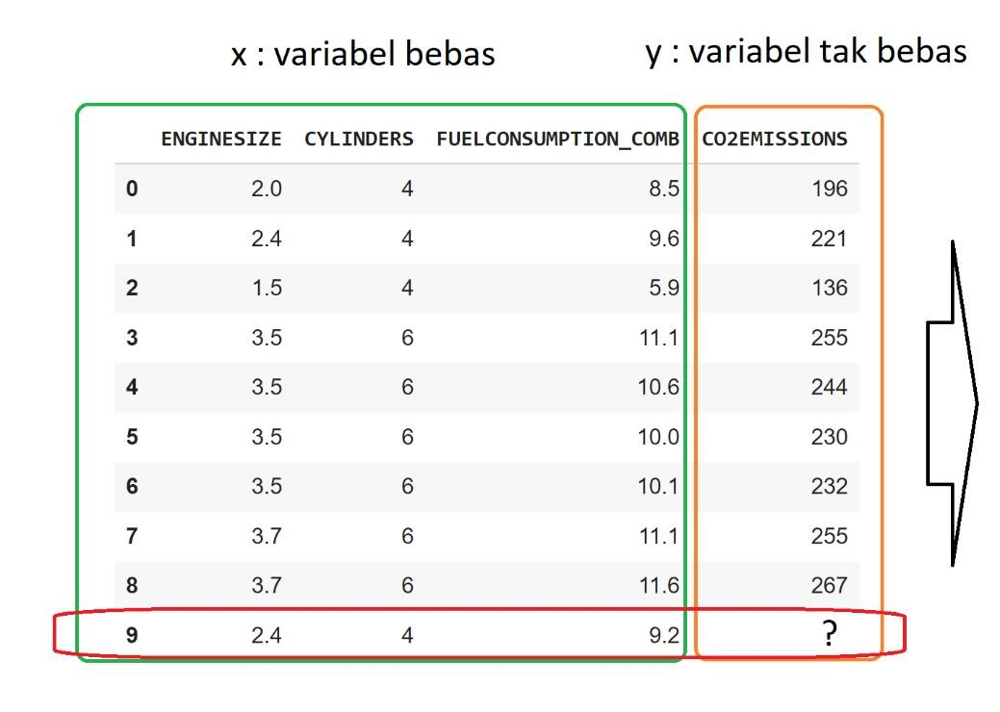 x : variabel bebas y : variabel tak bebas
ENGINESIZE CYLINDERS FUELCONSUMPTION_COMB CO2EMISSIONS
0 2.0 4 8.5 196
1 2.4 4 9.6 221
2 1.5 4 5.9 136
3 3.5 6 11.1 255
4 3.5 6 10.6 244
5 3.5 6 10.0 230
6 3.5 6 10.1 232
7 3.7 6 11.1 255
8 3.7 6 11.6 267
9 2.4 4 9.2 ?